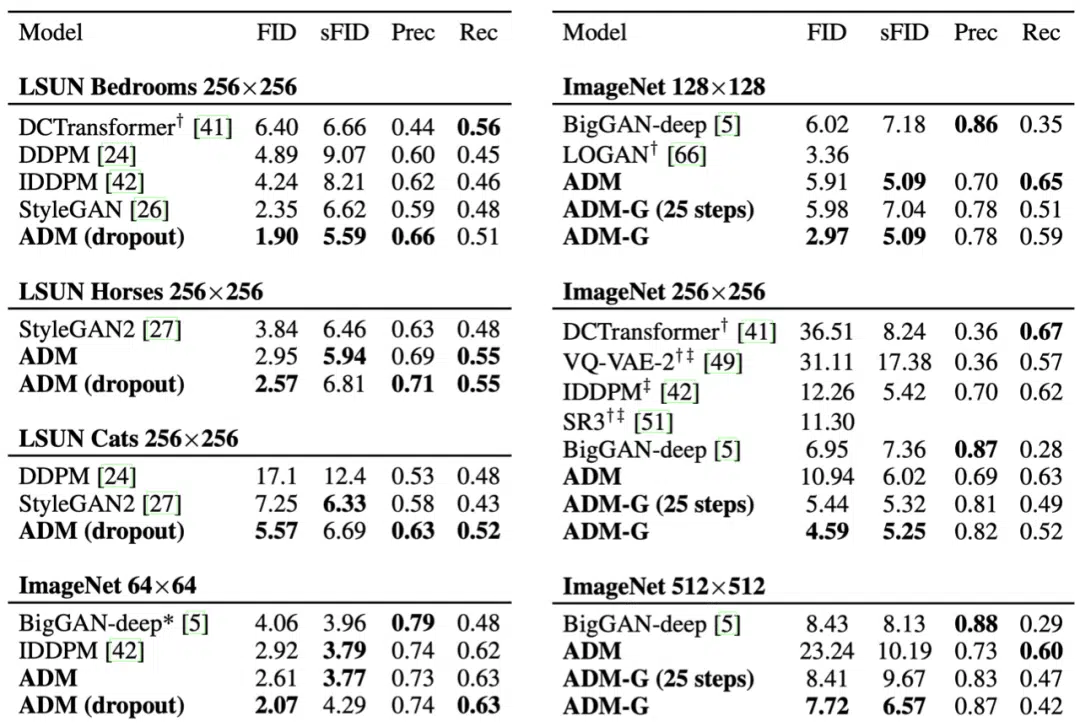 Model FID sFID Prec Rec
LSUN Bedrooms 256×256
DCTransformer† [41] 6.40 6.66 0.44 0.56
DDPM [24] 4.89 9.07 0.60 0.45
IDDPM [42] 4.24 8.21 0.62 0.46
StyleGAN [26] 2.35 6.62 0.59 0.48
ADM (dropout) 1.90 5.59 0.66 0.51
LSUN Horses 256×256
StyleGAN2 [27] 3.84 6.46 0.63 0.48
ADM 2.95 5.94 0.69 0.55
ADM (dropout) 2.57 6.81 0.71 0.55
LSUN Cats 256×256
DDPM [24] 17.1 12.4 0.53 0.48
StyleGAN2 [27] 7.25 6.33 0.58 0.43
ADM (dropout) 5.57 6.69 0.63 0.52
ImageNet 64×64
BigGAN-deep* [5] 4.06 3.96 0.79 0.48
IDDPM [42] 2.92 3.79 0.74 0.62
ADM 2.61 3.77 0.73 0.63
ADM (dropout) 2.07 4.29 0.74 0.63
Model FID sFID Prec Rec
ImageNet 128×128
BigGAN-deep [5] 6.02 7.18 0.86 0.35
LOGAN† [66] 3.36
ADM 5.91 5.09 0.70 0.65
ADM-G (25 steps) 5.98 7.04 0.78 0.51
ADM-G 2.97 5.09 0.78 0.59
ImageNet 256×256
DCTransformer† [41] 36.51 8.24 0.36 0.67
VQ-VAE-2†‡ [49] 31.11 17.38 0.36 0.57
IDDPM‡ [42] 12.26 5.42 0.70 0.62
SR3†‡ [51] 11.30
BigGAN-deep [5] 6.95 7.36 0.87 0.28
ADM 10.94 6.02 0.69 0.63
ADM-G (25 steps) 5.44 5.32 0.81 0.49
ADM-G 4.59 5.25 0.82 0.52
ImageNet 512×512
BigGAN-deep [5] 8.43 8.13 0.88 0.29
ADM 23.24 10.19 0.73 0.60
ADM-G (25 steps) 8.41 9.67 0.83 0.47
ADM-G 7.72 6.57 0.87 0.42